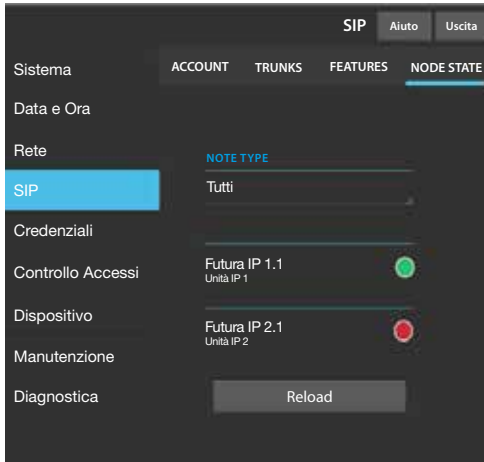 SIP Aiuto Uscita
ACCOUNT TRUNKS FEATURES NODE STATE
Sistema
Data e Ora
Rete
SIP
Credenziali
Controllo Accessi
Dispositivo
Manutenzione
Diagnostica
NOTE TYPE
Tutti
Futura IP 1.1
Unità IP 1
Futura IP 2.1
Unità IP 2
Reload